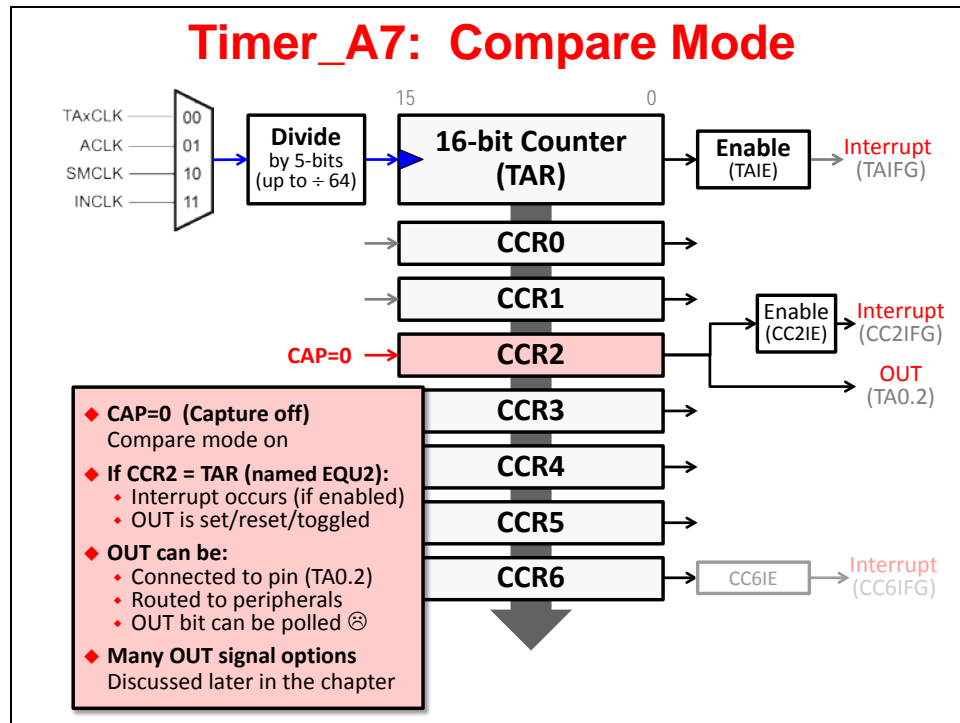 Timer_A7: Compare Mode
15 0
TAxCLK 00
ACLK 01
SMCLK 10
INCLK 11
Divide
by 5-bits
(up to ÷ 64)
16-bit Counter
(TAR)
Enable
(TAIE)
Interrupt
(TAIFG)
CCR0
CCR1
CAP=0
CCR2
Enable
(CC2IE)
Interrupt
(CC2IFG)
OUT
(TA0.2)
CCR3
CCR4
CCR5
CCR6
CC6IE
Interrupt
(CC6IFG)
◆ CAP=0 (Capture off)
Compare mode on
◆ If CCR2 = TAR (named EQU2):
◆ Interrupt occurs (if enabled)
◆ OUT is set/reset/toggled
◆ OUT can be:
◆ Connected to pin (TA0.2)
◆ Routed to peripherals
◆ OUT bit can be polled ☹
◆ Many OUT signal options
Discussed later in the chapter